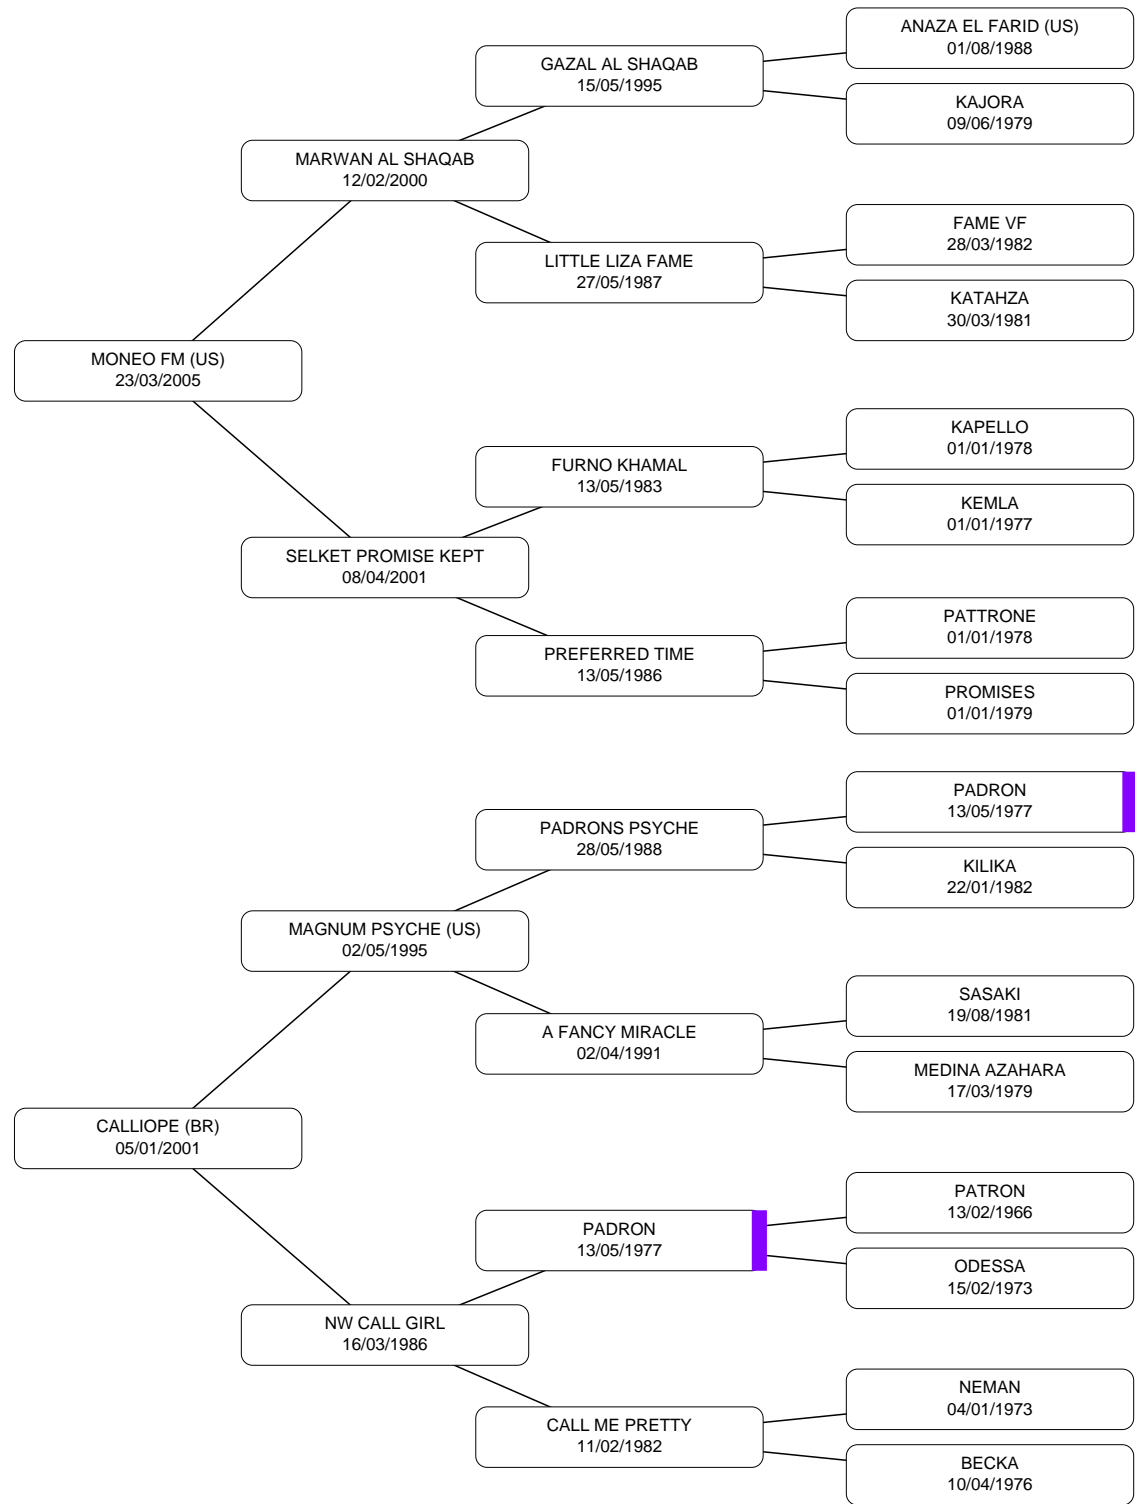 ANAZA EL FARID (US)
01/08/1988
GAZAL AL SHAQAB
15/05/1995
KAJORA
09/06/1979
MARWAN AL SHAQAB
12/02/2000
FAME VF
28/03/1982
LITTLE LIZA FAME
27/05/1987
KATAHZA
30/03/1981
MONEO FM (US)
23/03/2005
KAPELLO
01/01/1978
FURNO KHAMAL
13/05/1983
KEMLA
01/01/1977
SELKET PROMISE KEPT
08/04/2001
PATTRONE
01/01/1978
PREFERRED TIME
13/05/1986
PROMISES
01/01/1979
PADRON
13/05/1977
PADRONS PSYCHE
28/05/1988
KILIKA
22/01/1982
MAGNUM PSYCHE (US)
02/05/1995
SASAKI
19/08/1981
A FANCY MIRACLE
02/04/1991
MEDINA AZAHARA
17/03/1979
CALLIOPE (BR)
05/01/2001
PATRON
13/02/1966
PADRON
13/05/1977
ODESSA
15/02/1973
NW CALL GIRL
16/03/1986
NEMAN
04/01/1973
CALL ME PRETTY
11/02/1982
BECKA
10/04/1976